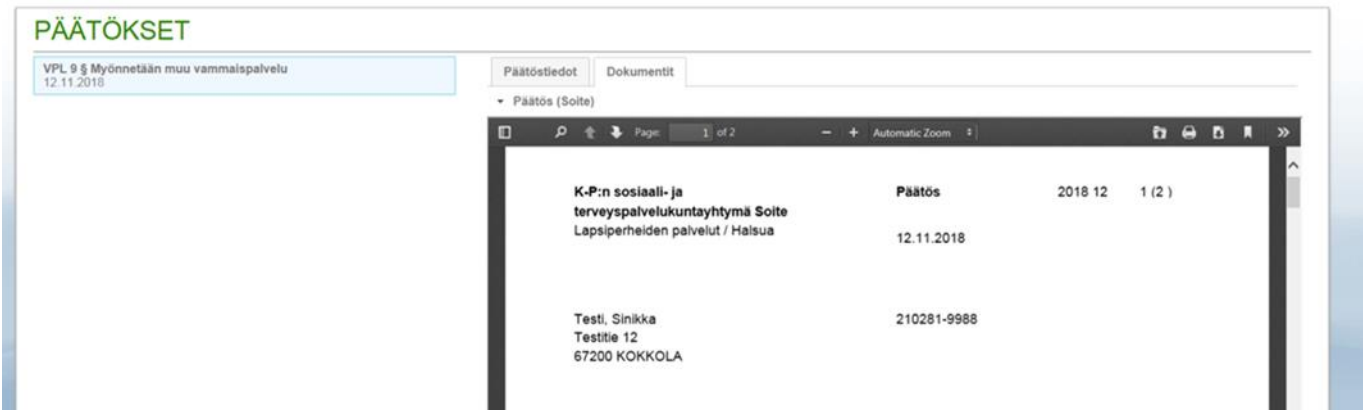 PÄÄTÖKSET
VPL 9 § Myönnetään muu vammaispalvelu
12.11.2018
Päätöstiedot Dokumentit
Päätös (Soite)
Page: 1 of 2 Automatic Zoom
K-P:n sosiaali- ja Päätös 2018 12 1 (2 )
terveyspalvelukuntayhtymä Soite
Lapsiperheiden palvelut / Halsua
12.11.2018
Testi, Sinikka 210281-9988
Testitie 12
67200 KOKKOLA